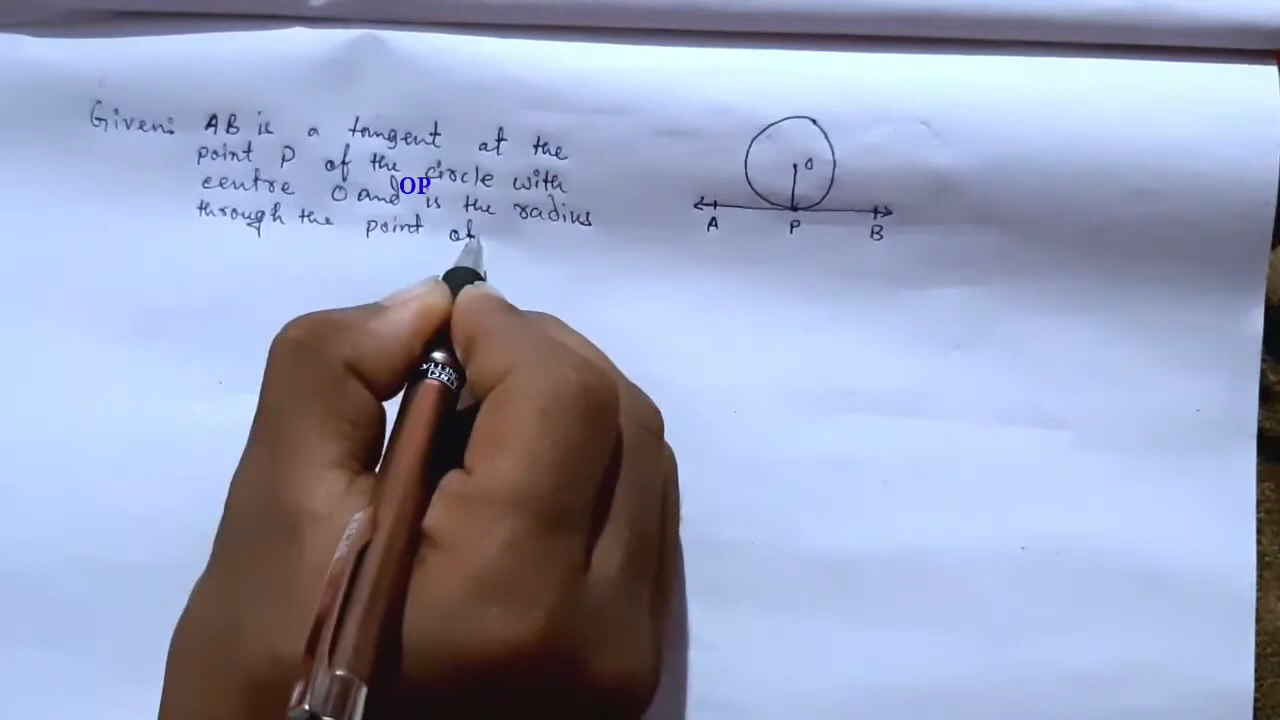 Given: AB is a tangent at the
point P of the circle with
centre O and OP is the radius
through the point of
O
A P B